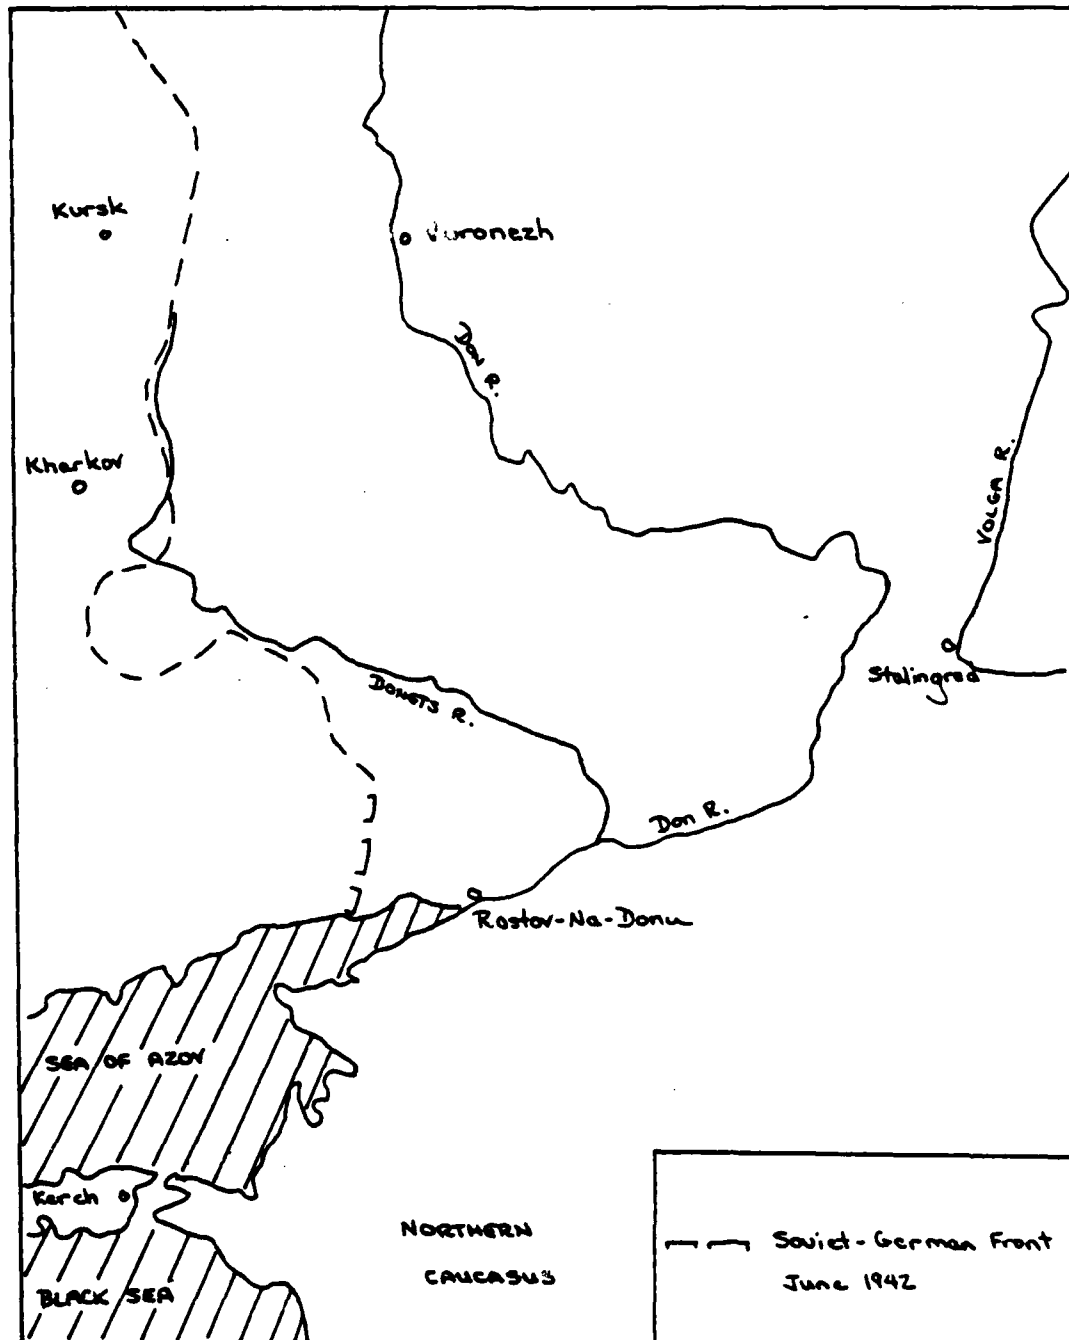 Kursk
Voronezh
Don R.
Kharkov
VOLGA R.
Stalingrad
DONETS R.
Don R.
Rostov-Na-Donu
SEA OF AZOV
Kerch
NORTHERN
CAUCASUS
BLACK SEA
Soviet-German Front
June 1942